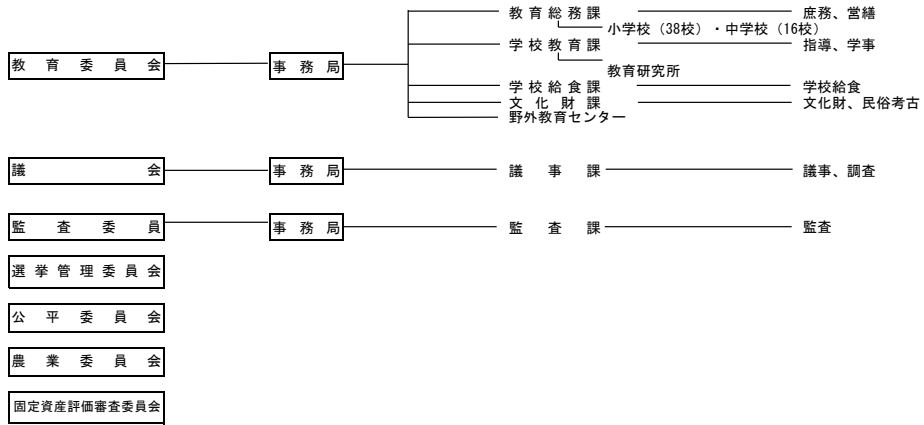 教育総務課 庶務、営繕
小学校（38校）・中学校（16校）
教育委員会 事務局 学校教育課 指導、学事
教育研究所
学校給食課 学校給食
文化財課 文化財、民俗考古
野外教育センター
議会 事務局 議事課 議事、調査
監査委員 事務局 監査課 監査
選挙管理委員会
公平委員会
農業委員会
固定資産評価審査委員会